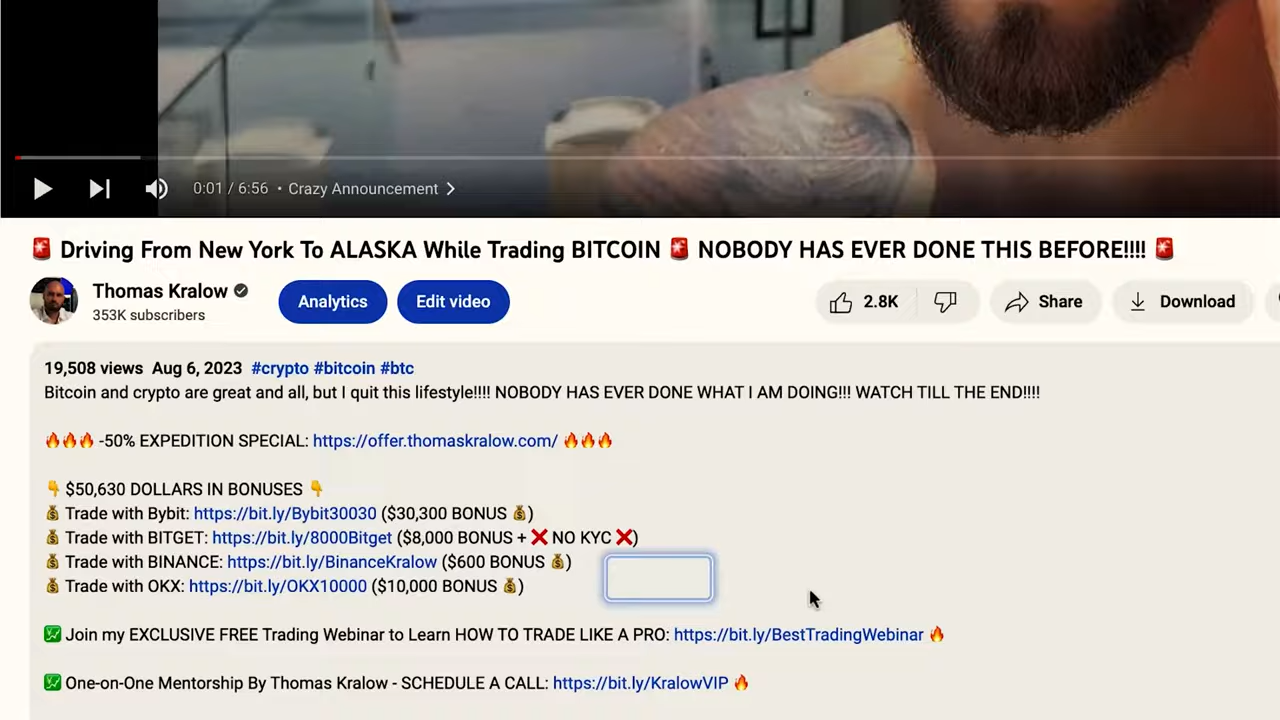 0:01 / 6:56 • Crazy Announcement >
🚨 Driving From New York To ALASKA While Trading BITCOIN 🚨 NOBODY HAS EVER DONE THIS BEFORE!!!! 🚨
Thomas Kralow
353K subscribers
Analytics
Edit video
2.8K
Share
Download
19,508 views Aug 6, 2023 #crypto #bitcoin #btc
Bitcoin and crypto are great and all, but I quit this lifestyle!!!! NOBODY HAS EVER DONE WHAT I AM DOING!!! WATCH TILL THE END!!!!
🔥🔥🔥 -50% EXPEDITION SPECIAL: https://offer.thomaskralow.com/ 🔥🔥🔥
👇 $50,630 DOLLARS IN BONUSES 👇
💰 Trade with Bybit: https://bit.ly/Bybit30030 ($30,300 BONUS 💰)
💰 Trade with BITGET: https://bit.ly/8000Bitget ($8,000 BONUS + ❌ NO KYC ❌)
💰 Trade with BINANCE: https://bit.ly/BinanceKralow ($600 BONUS 💰)
💰 Trade with OKX: https://bit.ly/OKX10000 ($10,000 BONUS 💰)
💹 Join my EXCLUSIVE FREE Trading Webinar to Learn HOW TO TRADE LIKE A PRO: https://bit.ly/BestTradingWebinar 🔥
💹 One-on-One Mentorship By Thomas Kralow - SCHEDULE A CALL: https://bit.ly/KralowVIP 🔥